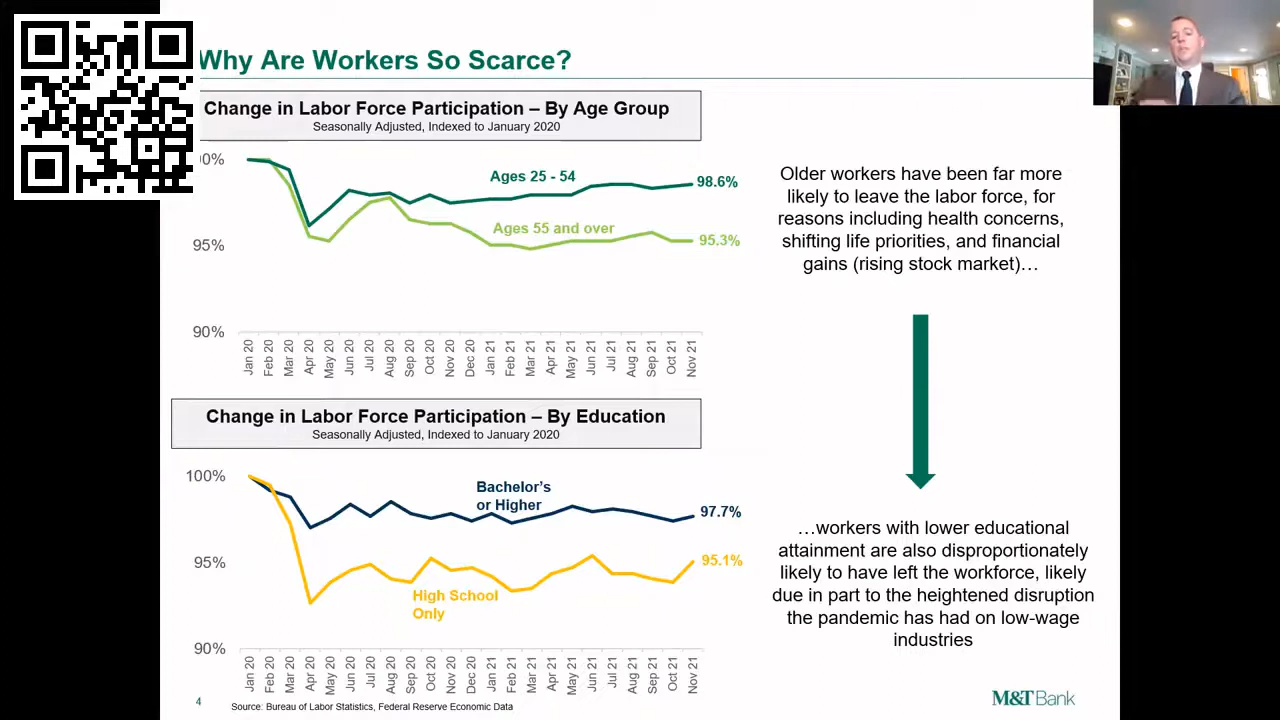 Why Are Workers So Scarce?
Change in Labor Force Participation – By Age Group
Seasonally Adjusted, Indexed to January 2020
Ages 25 - 54
98.6%
Ages 55 and over
95.3%
95%
90%
Jan 20
Feb 20
Mar 20
Apr 20
May 20
Jun 20
Jul 20
Aug 20
Sep 20
Oct 20
Nov 20
Dec 20
Jan 21
Feb 21
Mar 21
Apr 21
May 21
Jun 21
Jul 21
Aug 21
Sep 21
Oct 21
Nov 21
Older workers have been far more
likely to leave the labor force, for
reasons including health concerns,
shifting life priorities, and financial
gains (rising stock market)…
Change in Labor Force Participation – By Education
Seasonally Adjusted, Indexed to January 2020
100%
Bachelor's
or Higher
97.7%
95%
95.1%
High School
Only
90%
Jan 20
Feb 20
Mar 20
Apr 20
May 20
Jun 20
Jul 20
Aug 20
Sep 20
Oct 20
Nov 20
Dec 20
Jan 21
Feb 21
Mar 21
Apr 21
May 21
Jun 21
Jul 21
Aug 21
Sep 21
Oct 21
Nov 21
…workers with lower educational
attainment are also disproportionately
likely to have left the workforce, likely
due in part to the heightened disruption
the pandemic has had on low-wage
industries
4
Source: Bureau of Labor Statistics, Federal Reserve Economic Data
M&T Bank